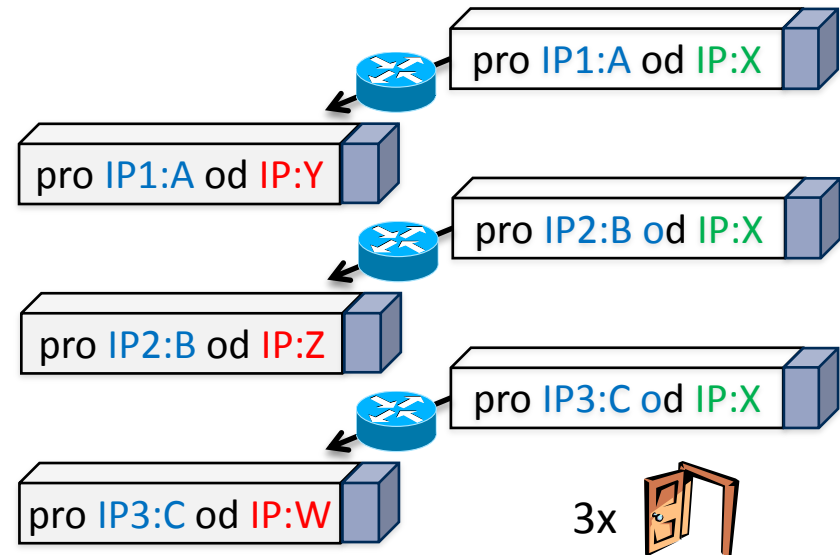 pro IP1:A od IP:X
pro IP1:A od IP:Y
pro IP2:B od IP:X
pro IP2:B od IP:Z
pro IP3:C od IP:X
pro IP3:C od IP:W
3x